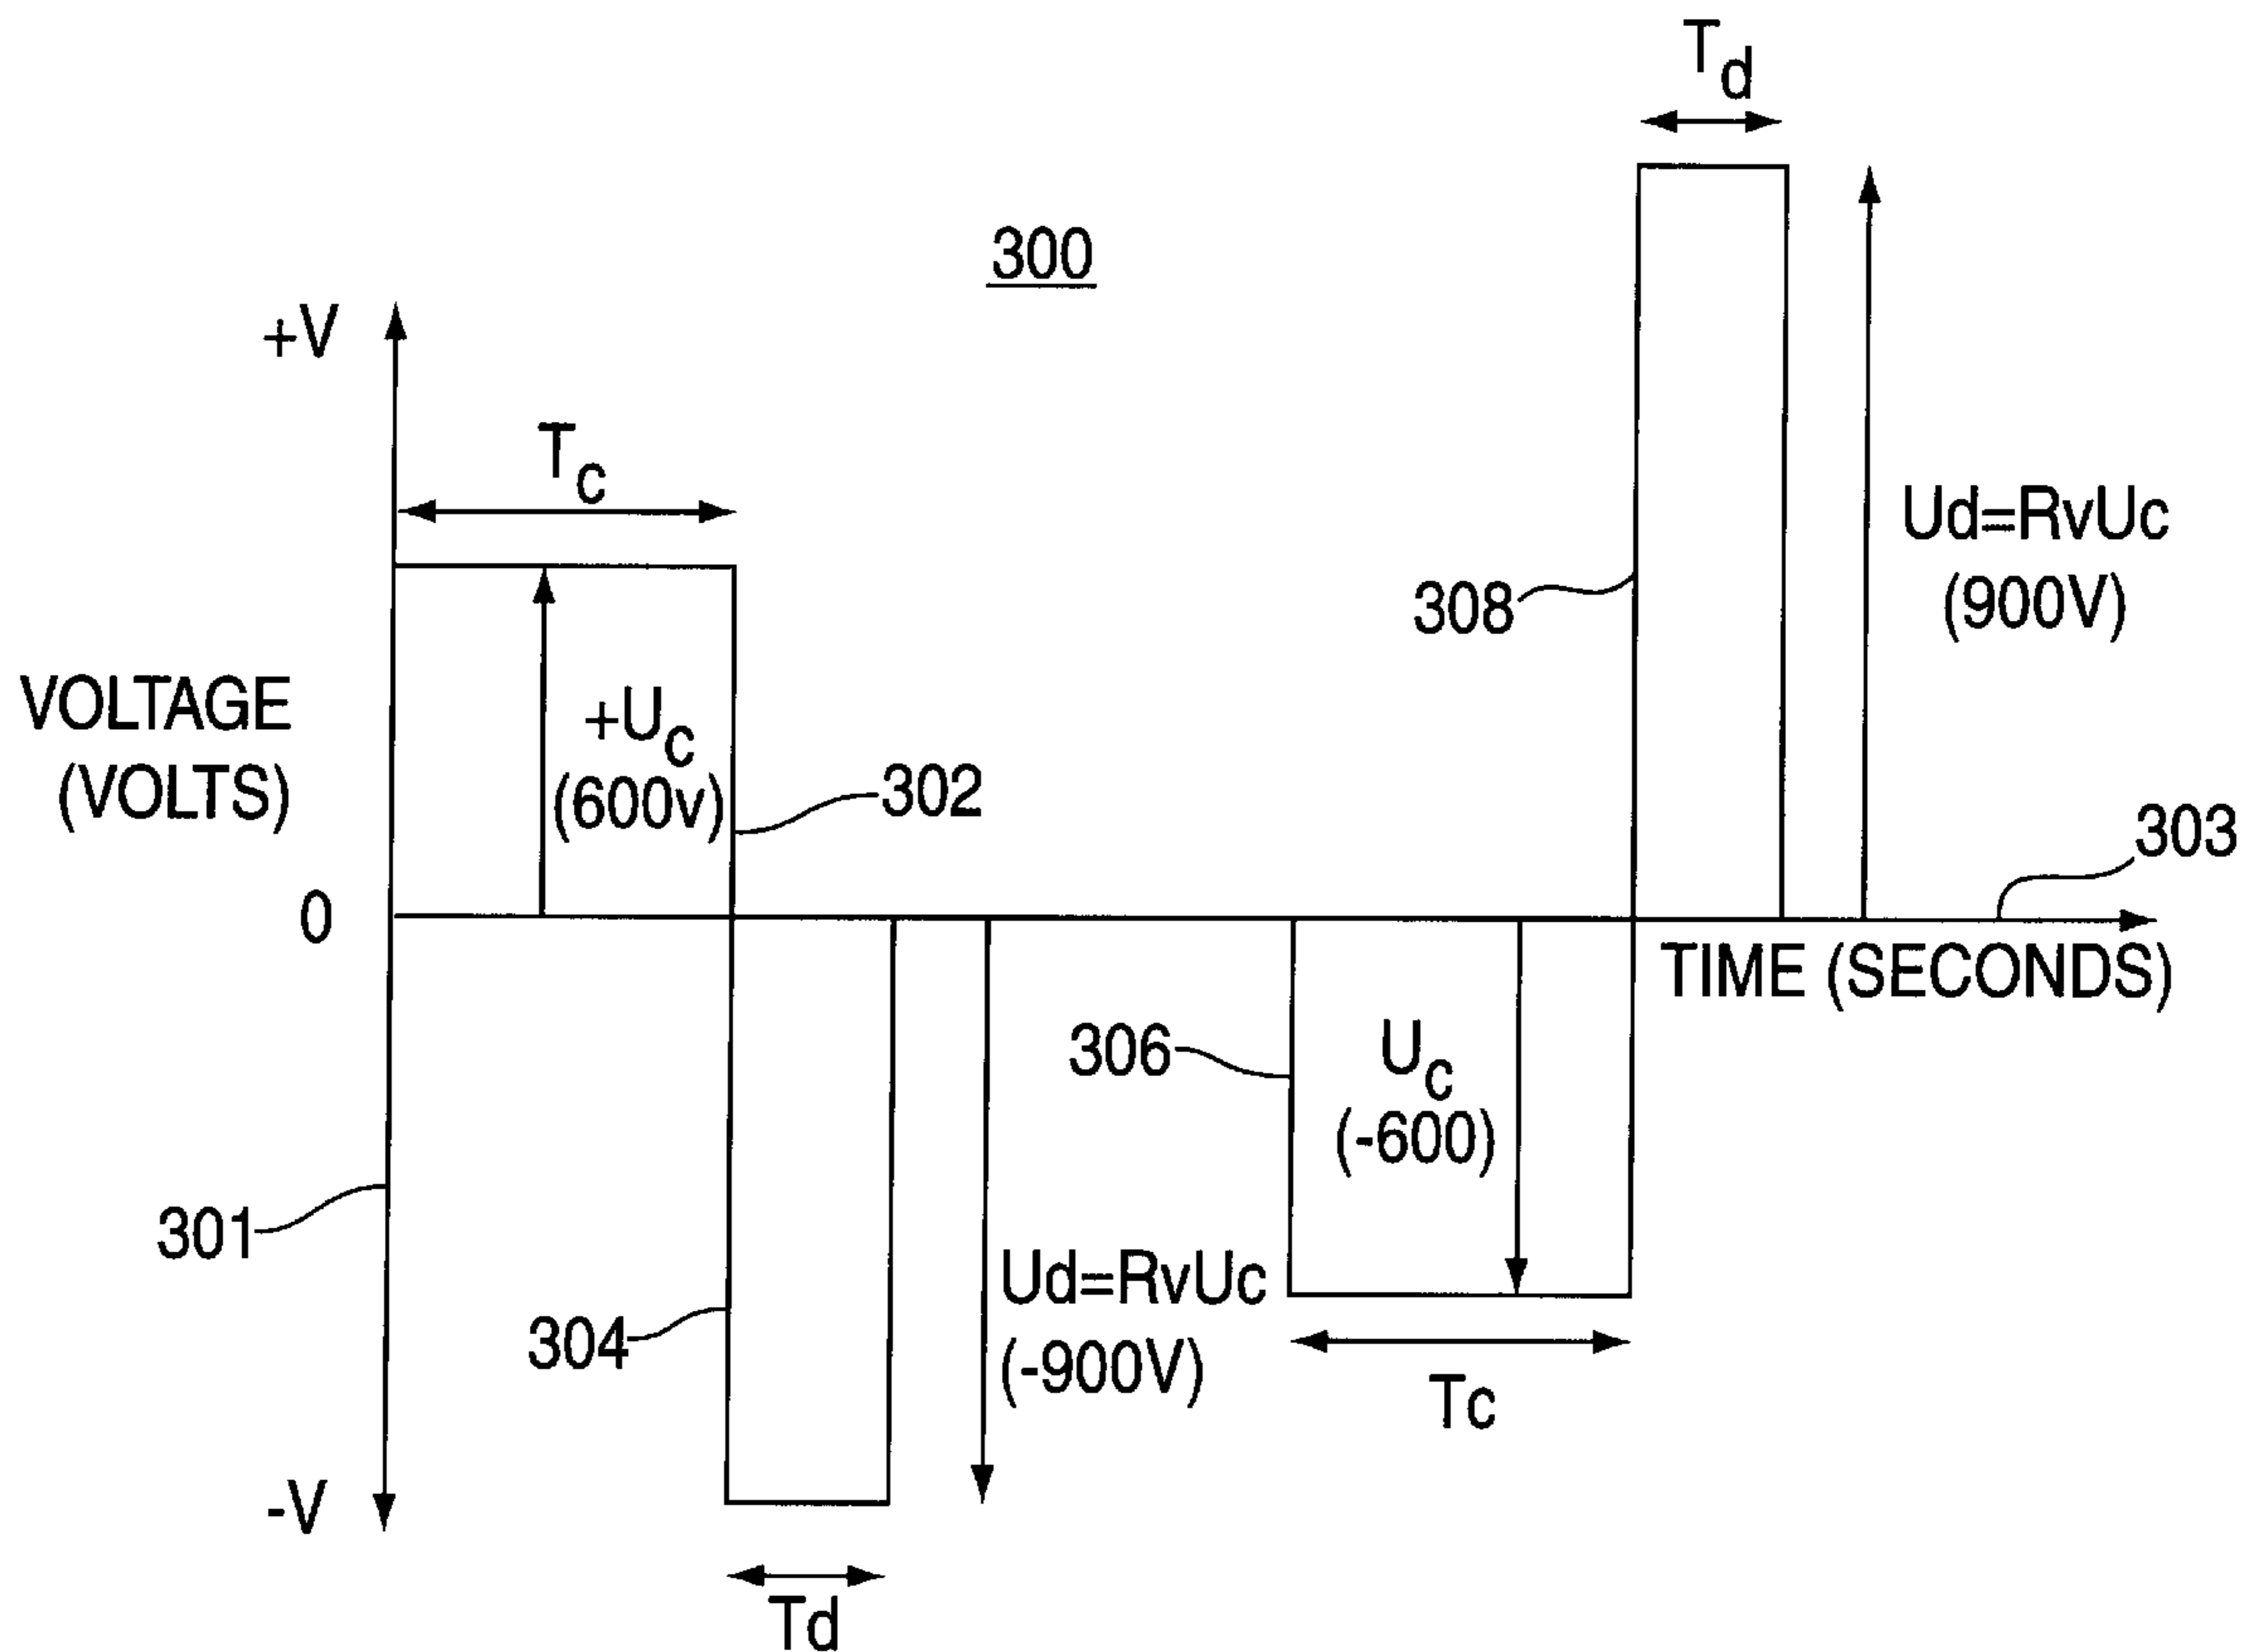 Td
300
+V
Tc
Ud=RvUc
(900V)
308
VOLTAGE
(VOLTS)
+Uc
(600v)
302
303
0
TIME (SECONDS)
306
Uc
(-600)
301
304
Ud=RvUc
(-900V)
Tc
-V
Td